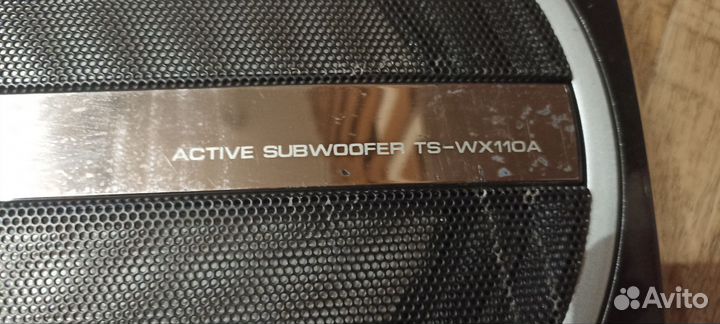 ACTIVE SUBWOOFER TS-WX110A
Avito